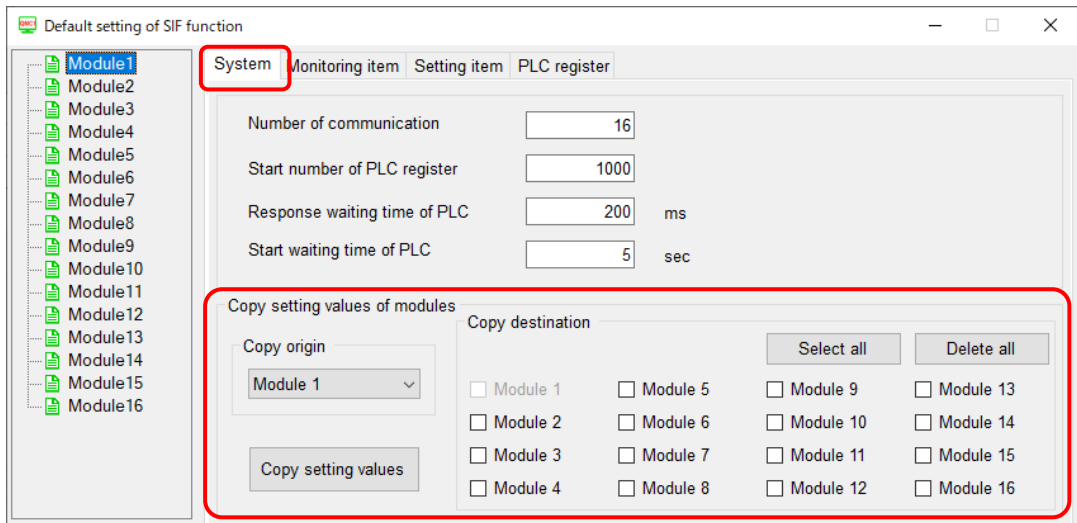 QMC1 Default setting of SIF function
Module1
Module2
Module3
Module4
Module5
Module6
Module7
Module8
Module9
Module10
Module11
Module12
Module13
Module14
Module15
Module16
System Monitoring item Setting item PLC register
Number of communication 16
Start number of PLC register 1000
Response waiting time of PLC 200 ms
Start waiting time of PLC 5 sec
Copy setting values of modules
Copy origin
Module 1
Copy setting values
Copy destination
Select all Delete all
Module 1 Module 5 Module 9 Module 13
Module 2 Module 6 Module 10 Module 14
Module 3 Module 7 Module 11 Module 15
Module 4 Module 8 Module 12 Module 16